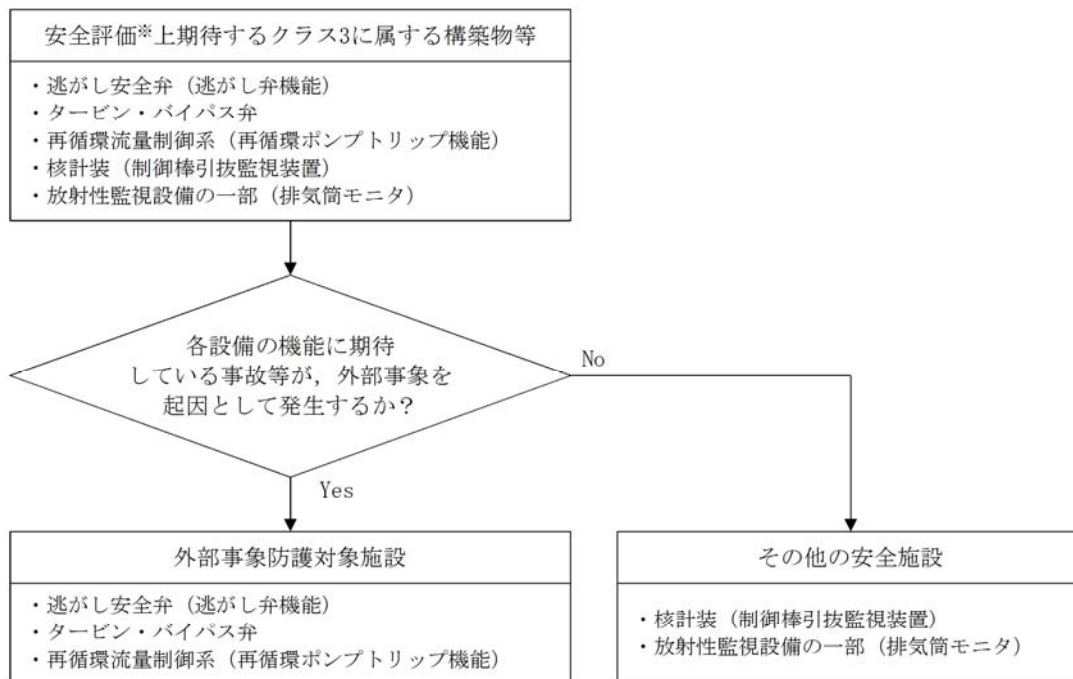 安全評価※上期待するクラス3に属する構築物等
・逃がし安全弁（逃がし弁機能）
・タービン・バイパス弁
・再循環流量制御系（再循環ポンプトリップ機能）
・核計装（制御棒引抜監視装置）
・放射性監視設備の一部（排気筒モニタ）
各設備の機能に期待
している事故等が，外部事象を
起因として発生するか？
No
Yes
外部事象防護対象施設
・逃がし安全弁（逃がし弁機能）
・タービン・バイパス弁
・再循環流量制御系（再循環ポンプトリップ機能）
その他の安全施設
・核計装（制御棒引抜監視装置）
・放射性監視設備の一部（排気筒モニタ）